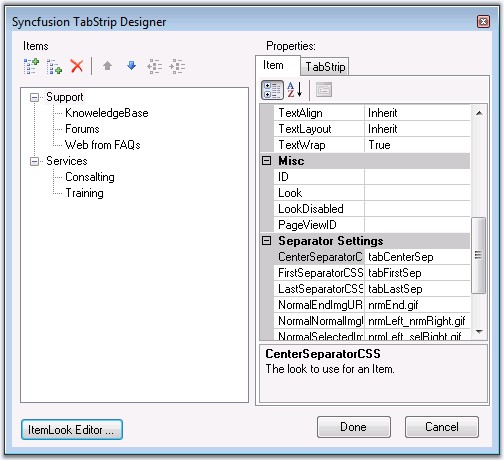 Syncfusion TabStrip Designer
Items
Properties:
Item
TabStrip
Support
KnoweledgeBase
Forums
Web from FAQs
Services
Consalting
Training
TextAlign Inherit
TextLayout Inherit
TextWrap True
Misc
ID
Look
LookDisabled
PageViewID
Separator Settings
CenterSeparatorC tabCenterSep
FirstSeparatorCSS tabFirstSep
LastSeparatorCSS tabLastSep
NormalEndImgUR nrmEnd.gif
NormalNormalImgU nrmLeft_nrmRight.gif
NormalSelectedIm nrmLeft_selRight.gif
CenterSeparatorCSS
The look to use for an Item.
ItemLook Editor ...
Done
Cancel